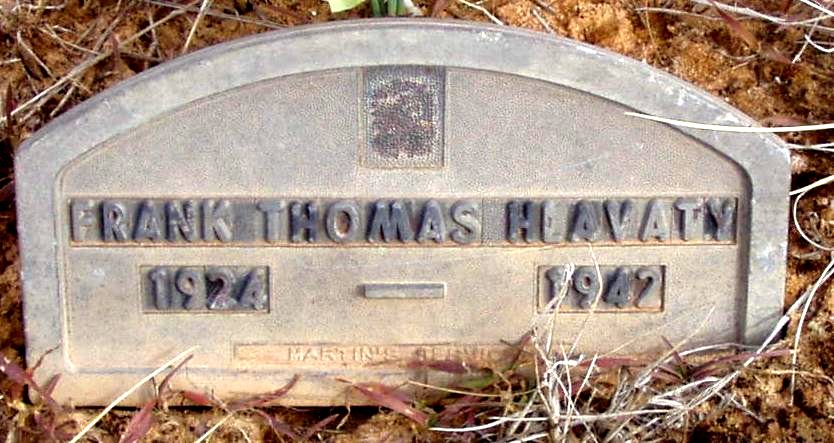 FRANK THOMAS HLAVATY
1924 — 1942
MARTIN'S